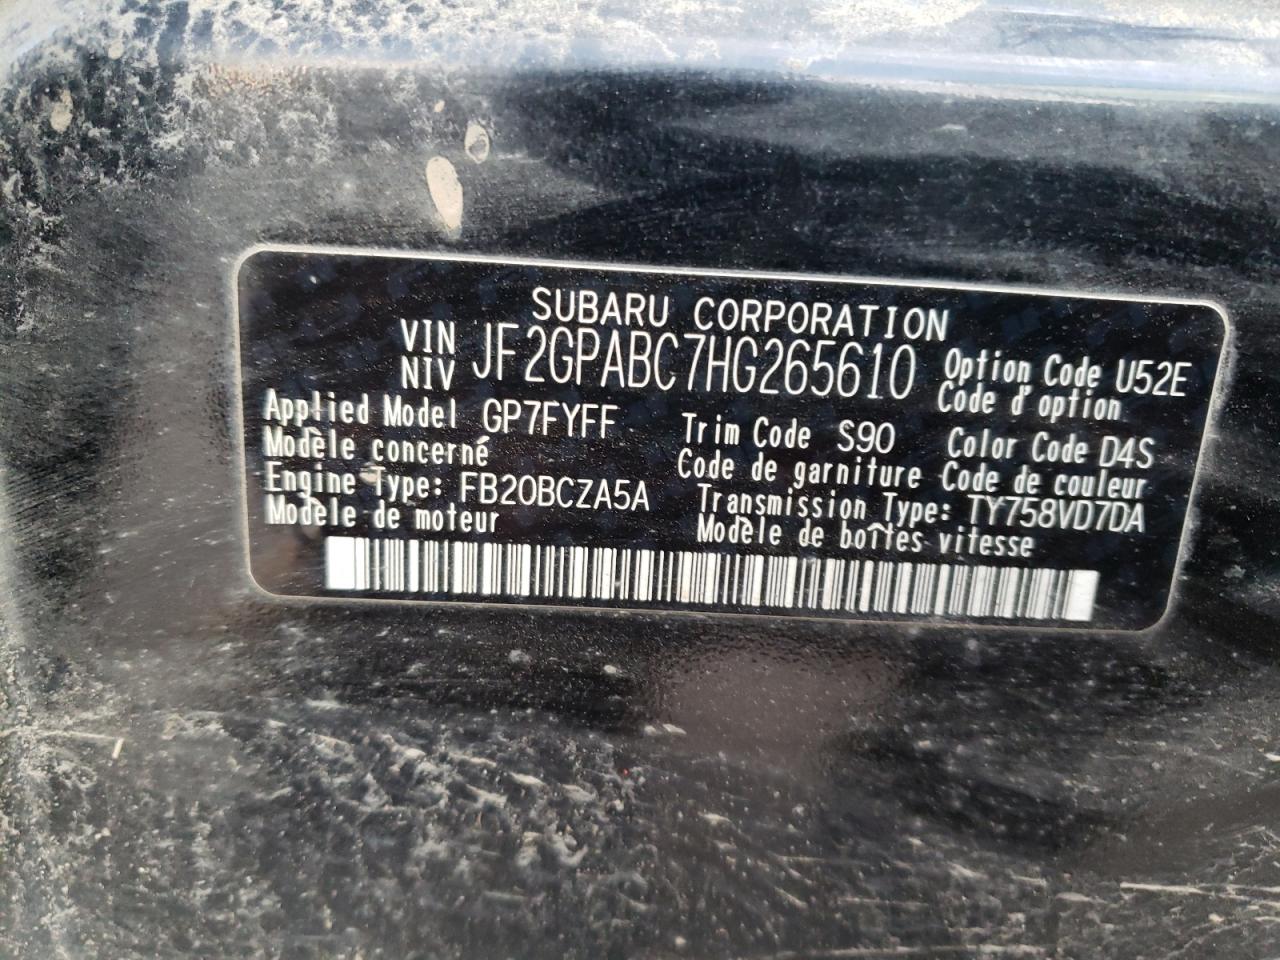 SUBARU CORPORATION
VIN
NIV JF2GPABC7HG265610
Option Code U52E
Code d'option
Applied Model GP7FYFF Trim Code S90 Color Code D4S
Modèle concerné Code de garniture Code de couleur
Engine Type: FB20BCZA5A Transmission Type: TY758VD7DA
Modèle de moteur Modèle de boîtes vitesse